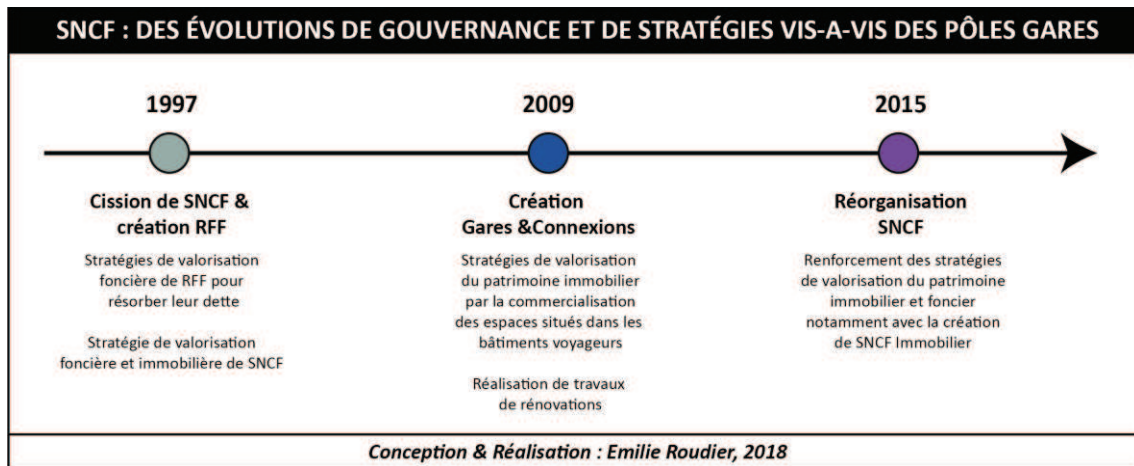 SNCF : DES ÉVOLUTIONS DE GOUVERNANCE ET DE STRATÉGIES VIS-A-VIS DES PÔLES GARES
1997
Cission de SNCF &
création RFF
Stratégies de valorisation
foncière de RFF pour
résorber leur dette
Stratégie de valorisation
foncière et immobilière de SNCF
2009
Création
Gares &Connexions
Stratégies de valorisation
du patrimoine immobilier
par la commercialisation
des espaces situés dans les
bâtiments voyageurs
Réalisation de travaux
de rénovations
2015
Réorganisation
SNCF
Renforcement des stratégies
de valorisation du patrimoine
immobilier et foncier
notamment avec la création
de SNCF Immobilier
Conception & Réalisation : Emilie Roudier, 2018